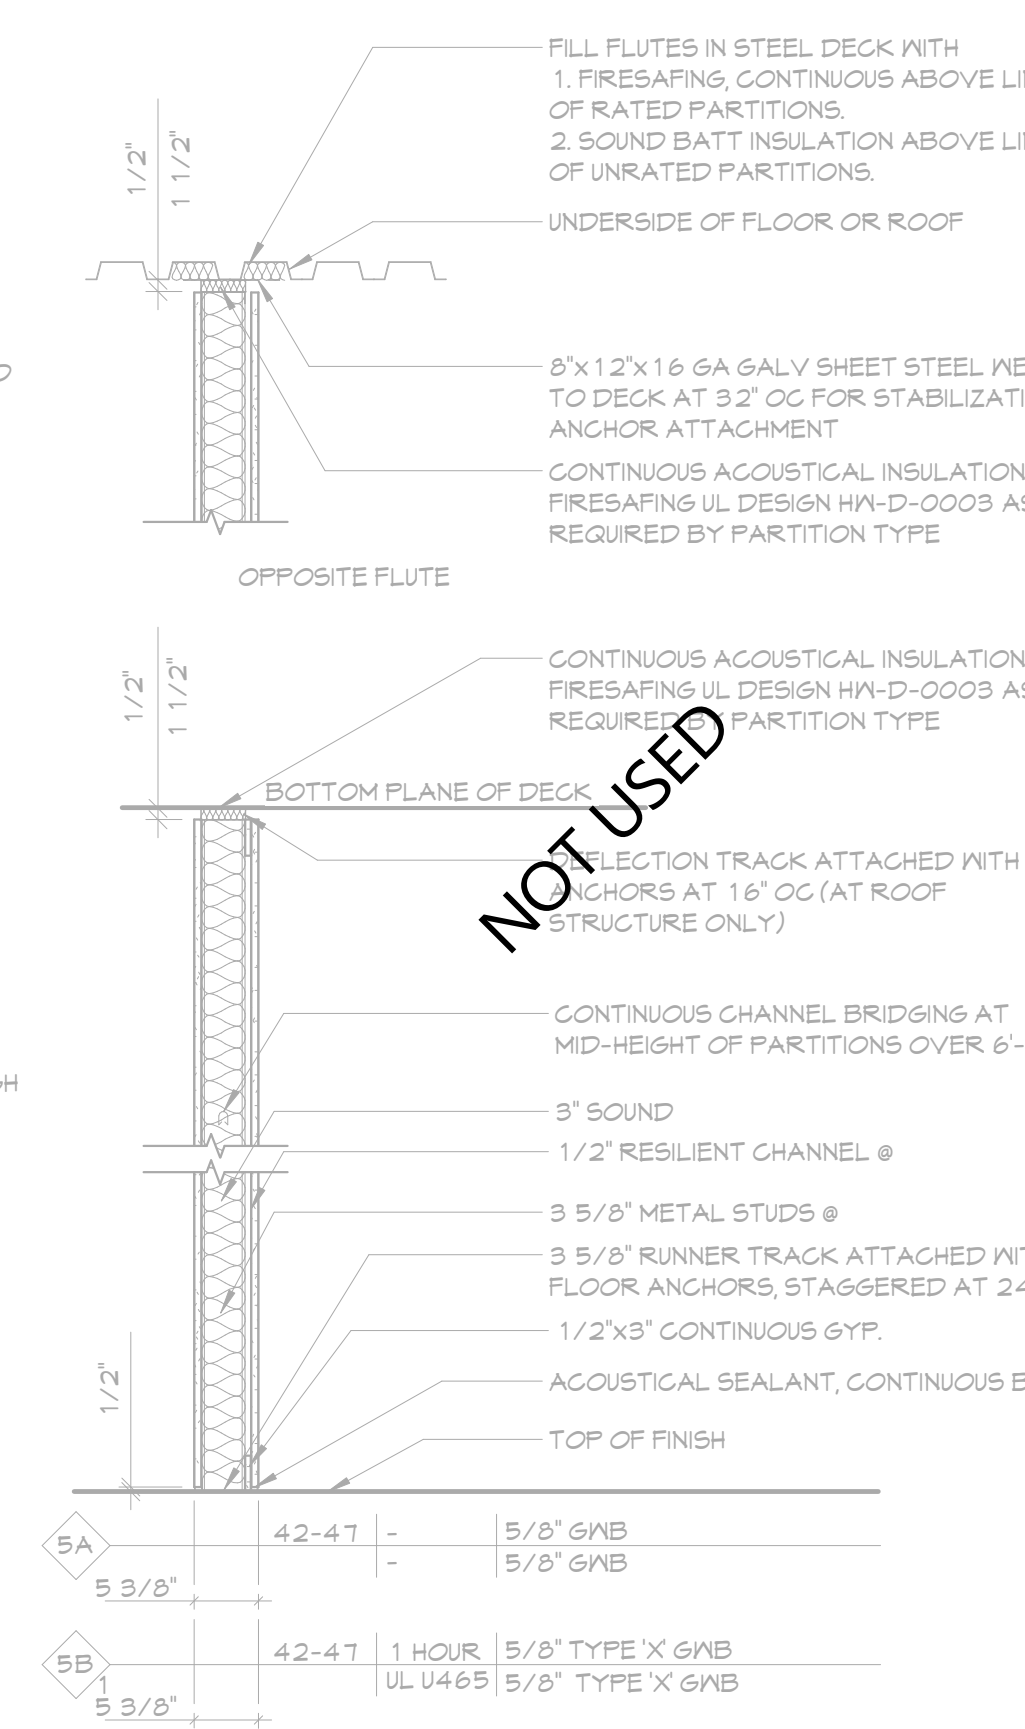 FILL FLUTES IN STEEL DECK WITH
1. FIRESAFING, CONTINUOUS ABOVE
OF RATED PARTITIONS.
2. SOUND BATT INSULATION ABOVE
OF UNRATED PARTITIONS.
1/2"
1 1/2"
UNDERSIDE OF FLOOR OR ROOF
8"x12"x16 GA GALV SHEET STEEL
TO DECK AT 32" OC FOR
ANCHOR ATTACHMENT
CONTINUOUS ACOUSTICAL INSULATION
FIRESAFING UL DESIGN HW-D-0003
REQUIRED BY PARTITION TYPE
OPPOSITE FLUTE
1/2"
1 1/2"
CONTINUOUS ACOUSTICAL INSULATION
FIRESAFING UL DESIGN HW-D-0003
REQUIRED BY PARTITION TYPE
NOT USED
BOTTOM PLANE OF DECK
DEFLECTION TRACK ATTACHED WITH
ANCHORS AT 16" OC (AT ROOF
STRUCTURE ONLY)
CONTINUOUS CHANNEL BRIDGING AT
MID-HEIGHT OF PARTITIONS OVER 6'-
3" SOUND
1/2" RESILIENT CHANNEL @
3 5/8" METAL STUDS @
3 5/8" RUNNER TRACK ATTACHED
FLOOR ANCHORS, STAGGERED AT 24
1/2"x3" CONTINUOUS GYP.
1/2"
ACOUSTICAL SEALANT, CONTINUOUS
TOP OF FINISH
5A 42-47 - 5/8" GWB
- 5/8" GWB
5 3/8"
5B 42-47 1 HOUR 5/8" TYPE 'X' GWB
1 UL U465 5/8" TYPE 'X' GWB
5 3/8"